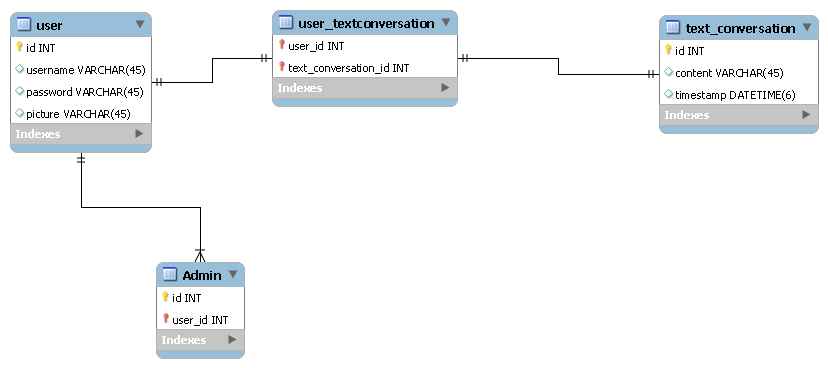 user
id INT
username VARCHAR(45)
password VARCHAR(45)
picture VARCHAR(45)
Indexes
user_textconversation
user_id INT
text_conversation_id INT
Indexes
text_conversation
id INT
content VARCHAR(45)
timestamp DATETIME(6)
Indexes
Admin
id INT
user_id INT
Indexes